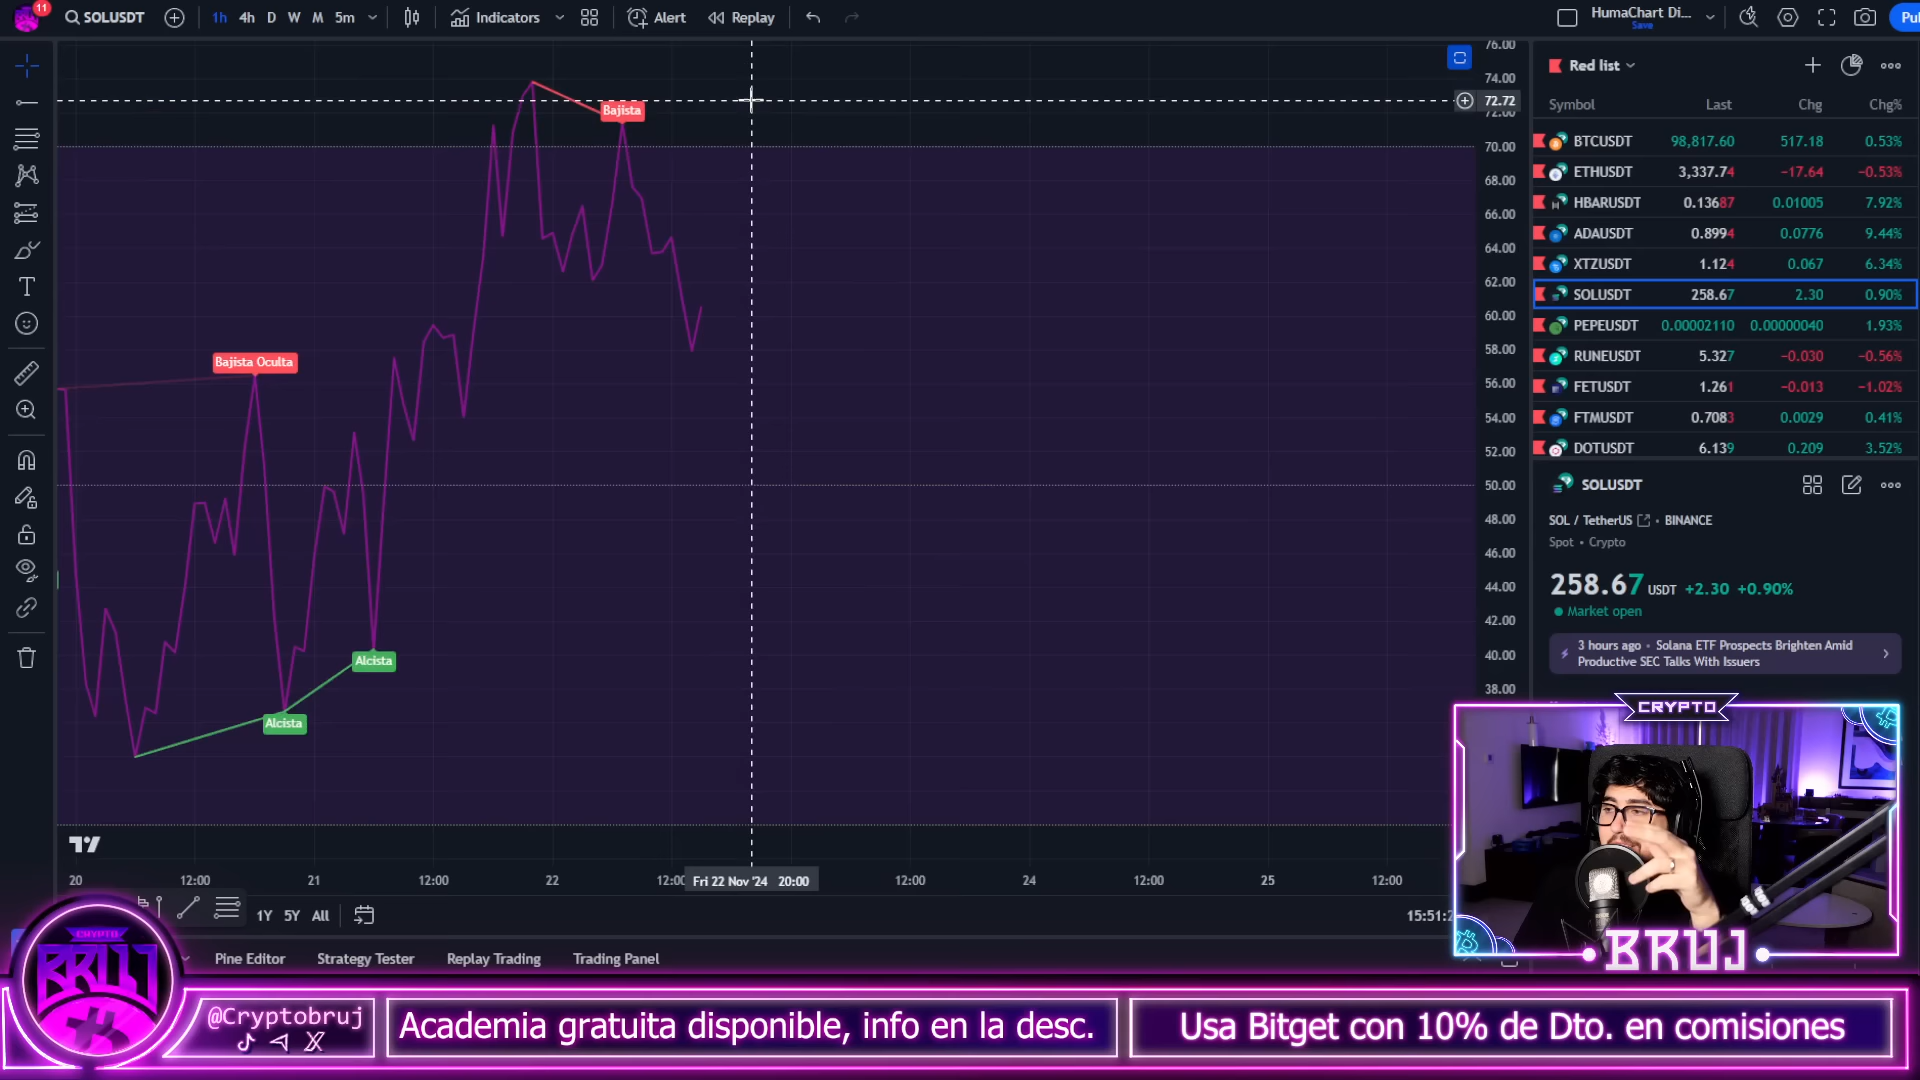 11
SOLUSDT
1h 4h D W M 5m
Indicators
Alert
Replay
HumaChart Di...
Save
76.00
74.00
72.72
72.00
70.00
68.00
66.00
64.00
62.00
60.00
58.00
56.00
54.00
52.00
50.00
48.00
46.00
44.00
42.00
40.00
38.00
Bajista
Bajista Oculta
Alcista
Alcista
20 12:00 21 12:00 22 12:00 Fri 22 Nov '24 20:00 12:00 24 12:00 25 12:00
1Y 5Y All
15:51:2
Pine Editor Strategy Tester Replay Trading Trading Panel
Red list
Symbol Last Chg Chg%
BTCUSDT 98,817.60 517.18 0.53%
ETHUSDT 3,337.74 −17.64 −0.53%
HBARUSDT 0.13687 0.01005 7.92%
ADAUSDT 0.8994 0.0776 9.44%
XTZUSDT 1.124 0.067 6.34%
SOLUSDT 258.67 2.30 0.90%
PEPEUSDT 0.00002110 0.00000040 1.93%
RUNEUSDT 5.327 −0.030 −0.56%
FETUSDT 1.261 −0.013 −1.02%
FTMUSDT 0.7083 0.0029 0.41%
DOTUSDT 6.139 0.209 3.52%
SOLUSDT
SOL / TetherUS • BINANCE
Spot • Crypto
258.67 USDT +2.30 +0.90%
Market open
3 hours ago • Solana ETF Prospects Brighten Amid
Productive SEC Talks With Issuers
CRYPTO
BRUJ
CRYPTO
BRUJ
@Cryptobruj
Academia gratuita disponible, info en la desc.
Usa Bitget con 10% de Dto. en comisiones